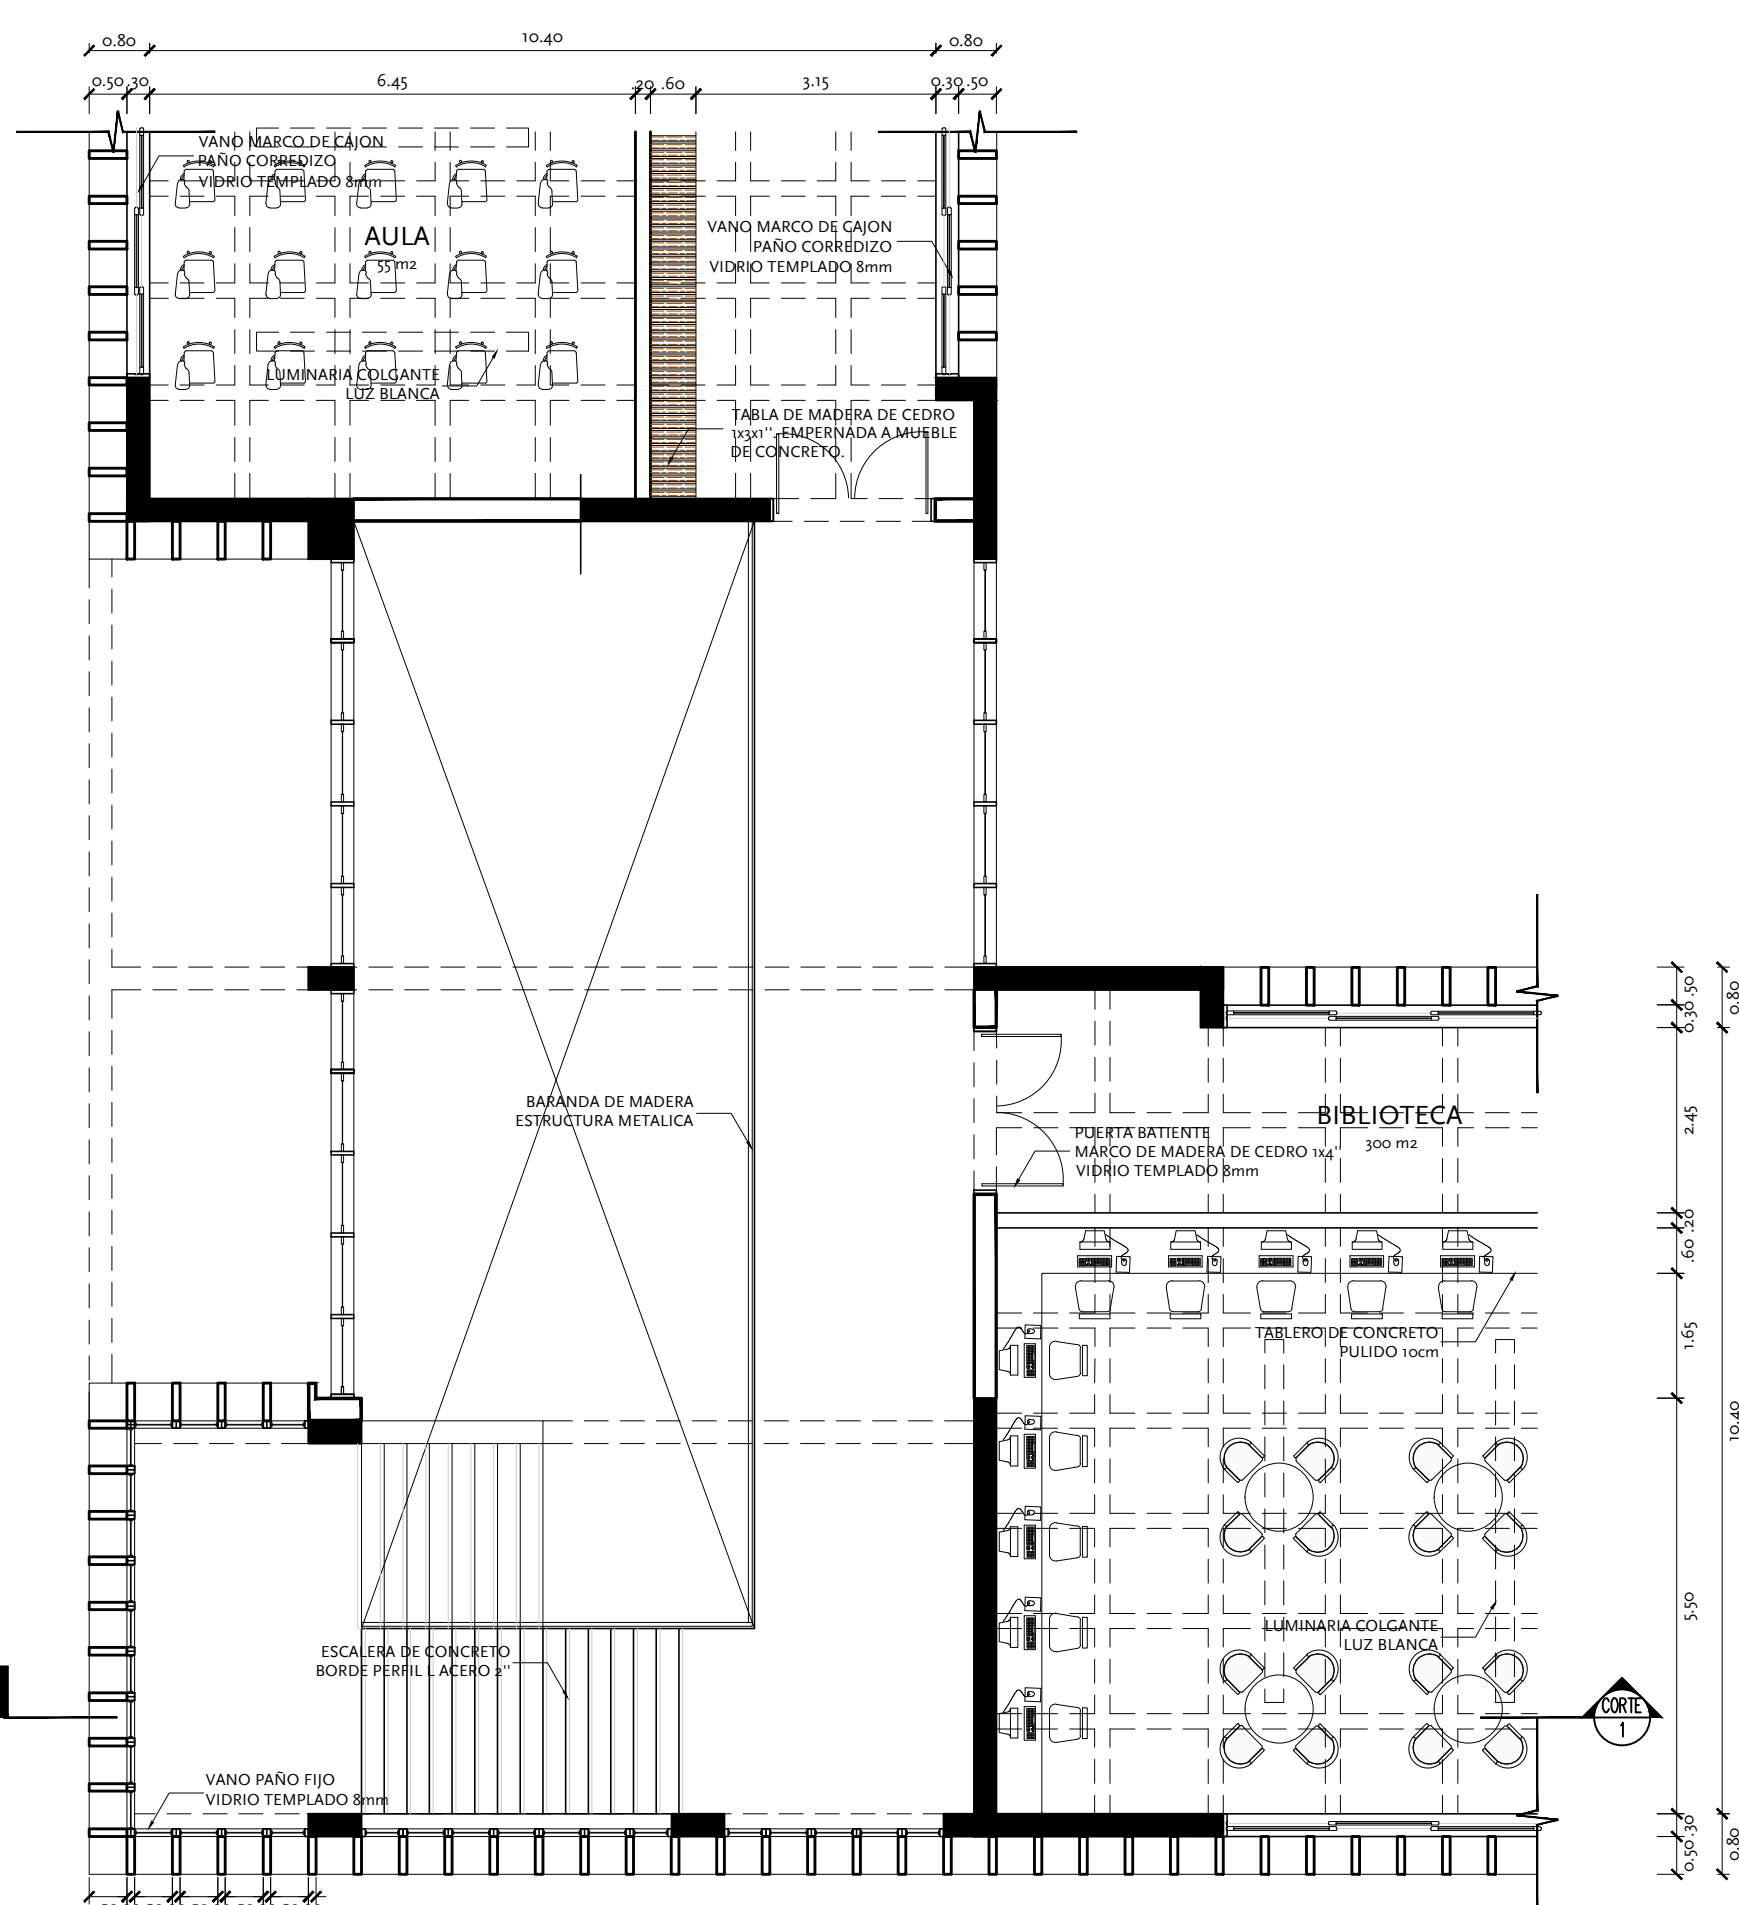 0.80
10.40
0.80
0.50
.30
6.45
.20
.60
3.15
0.30
.50
VANO MARCO DE CAJON
PAÑO CORREDIZO
VIDRIO TEMPLADO 8mm
AULA
55 m2
VANO MARCO DE CAJON
PAÑO CORREDIZO
VIDRIO TEMPLADO 8mm
LUMINARIA COLGANTE
LUZ BLANCA
TABLA DE MADERA DE CEDRO
1x3x1''. EMPERNADA A MUEBLE
DE CONCRETO.
BARANDA DE MADERA
ESTRUCTURA METALICA
BIBLIOTECA
300 m2
PUERTA BATIENTE
MARCO DE MADERA DE CEDRO 1x4''
VIDRIO TEMPLADO 8mm
TABLERO DE CONCRETO
PULIDO 10cm
LUMINARIA COLGANTE
LUZ BLANCA
ESCALERA DE CONCRETO
BORDE PERFIL L ACERO 2''
VANO PAÑO FIJO
VIDRIO TEMPLADO 8mm
CORTE
1
.50
0.30
0.80
2.45
.20
.60
1.65
10.40
5.50
.30
0.50
0.80